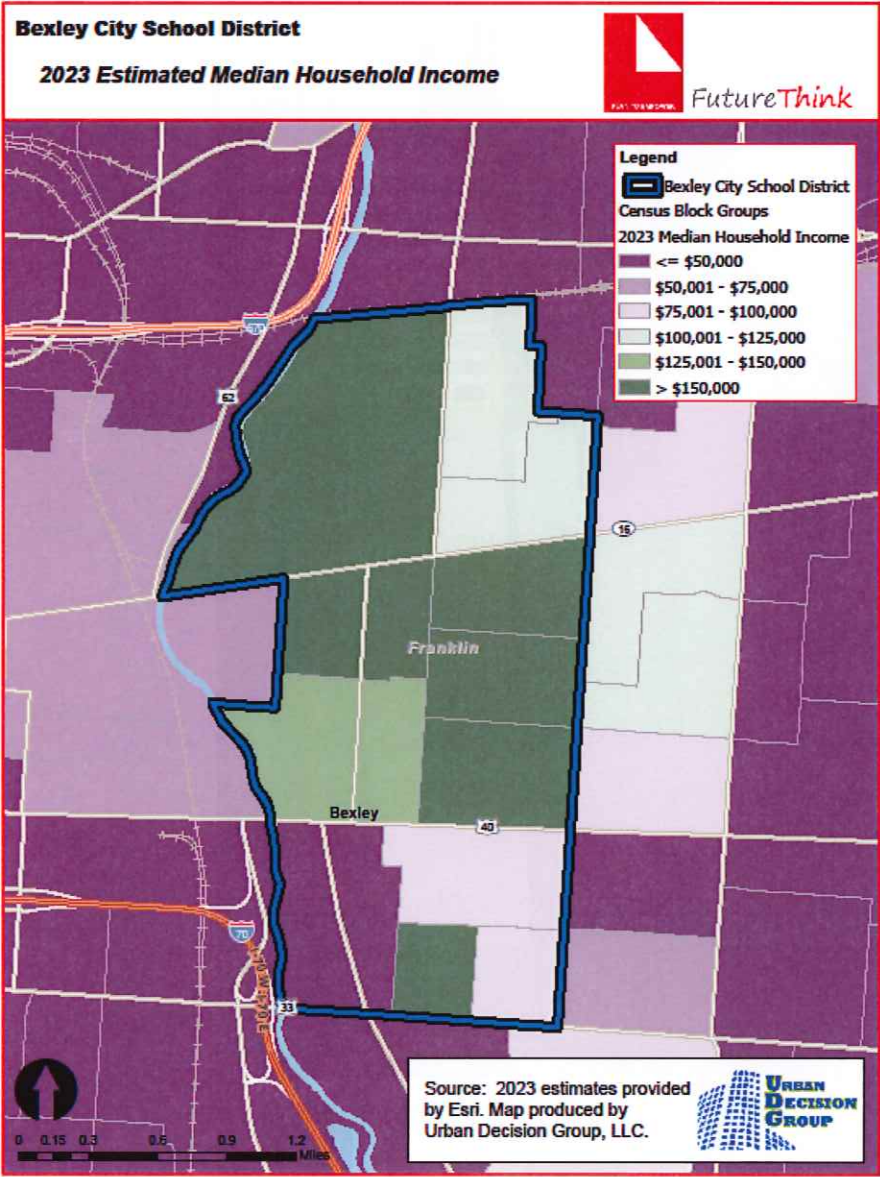 Bexley City School District
2023 Estimated Median Household Income
FutureThink
Legend
Bexley City School District
Census Block Groups
2023 Median Household Income
<= $50,000
$50,001 - $75,000
$75,001 - $100,000
$100,001 - $125,000
$125,001 - $150,000
> $150,000
62
16
Franklin
Bexley
40
70
I-70 W I-70 E
33
0 0.15 0.3 0.6 0.9 1.2
Miles
Source: 2023 estimates provided
by Esri. Map produced by
Urban Decision Group, LLC.
URBAN
DECISION
GROUP